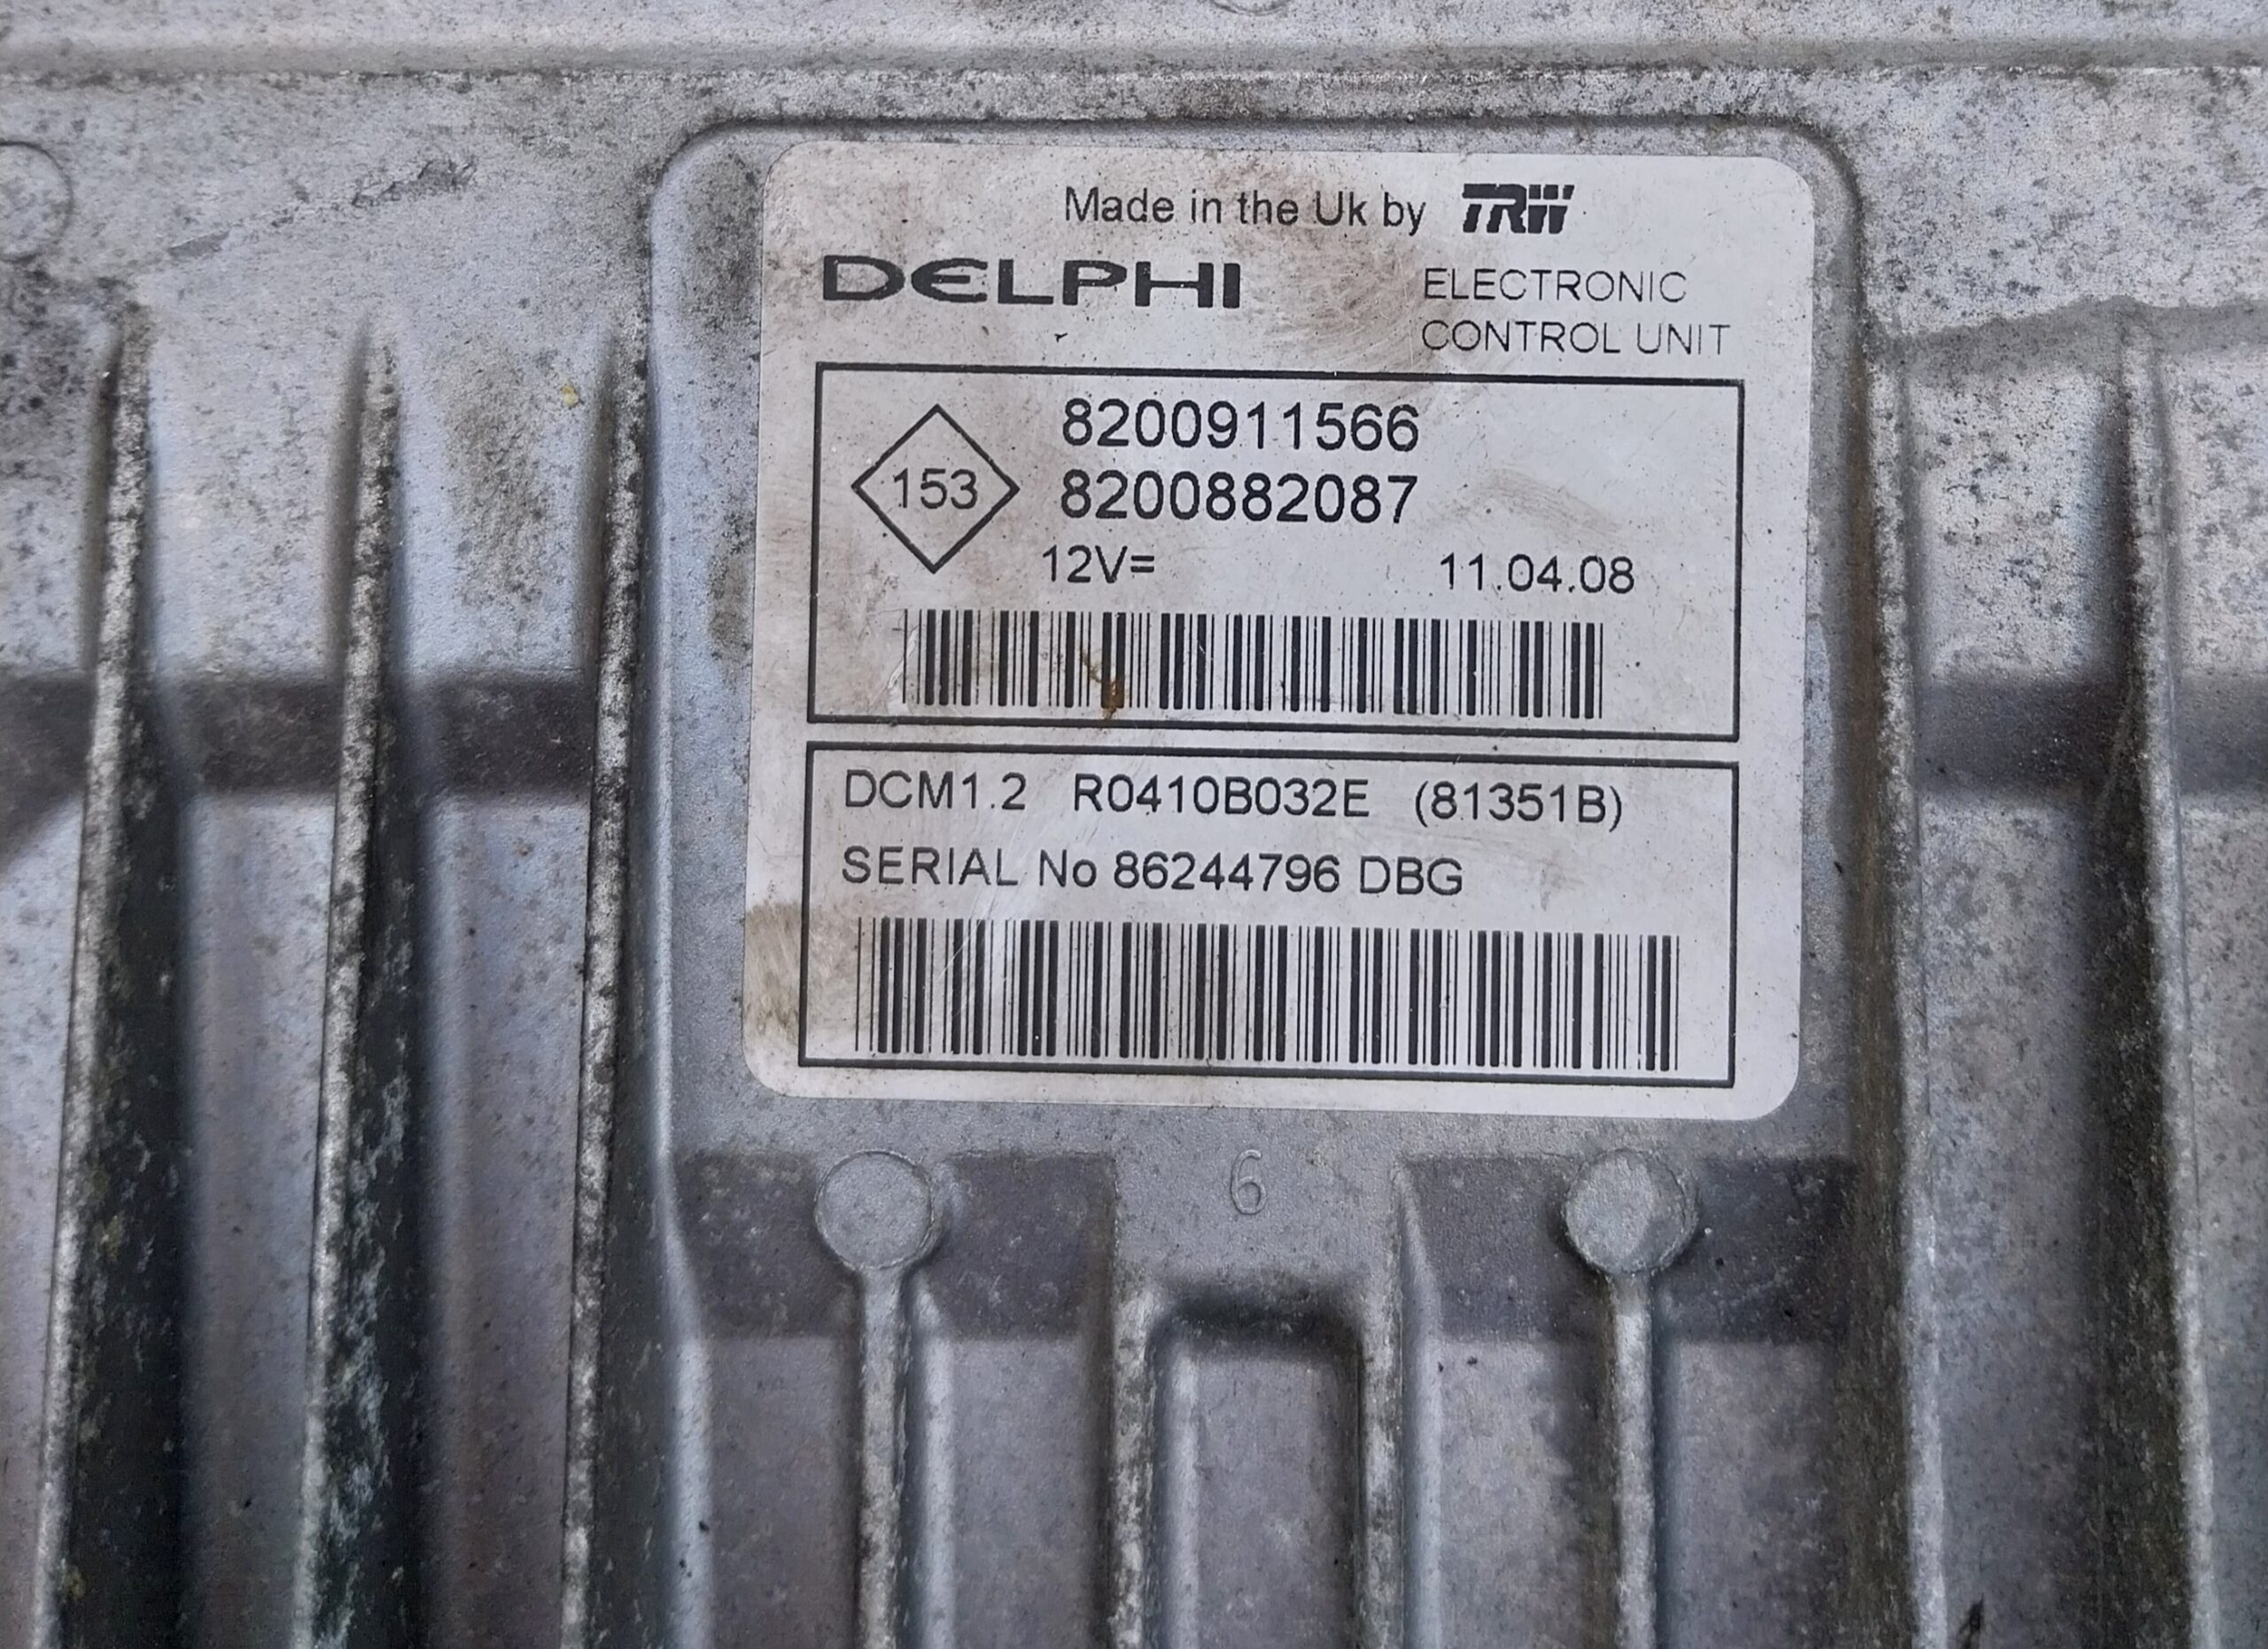 Made in the Uk by TRW
DELPHI
ELECTRONIC
CONTROL UNIT
8200911566
153
8200882087
12V= 11.04.08
DCM1.2 R0410B032E (81351B)
SERIAL No 86244796 DBG
6